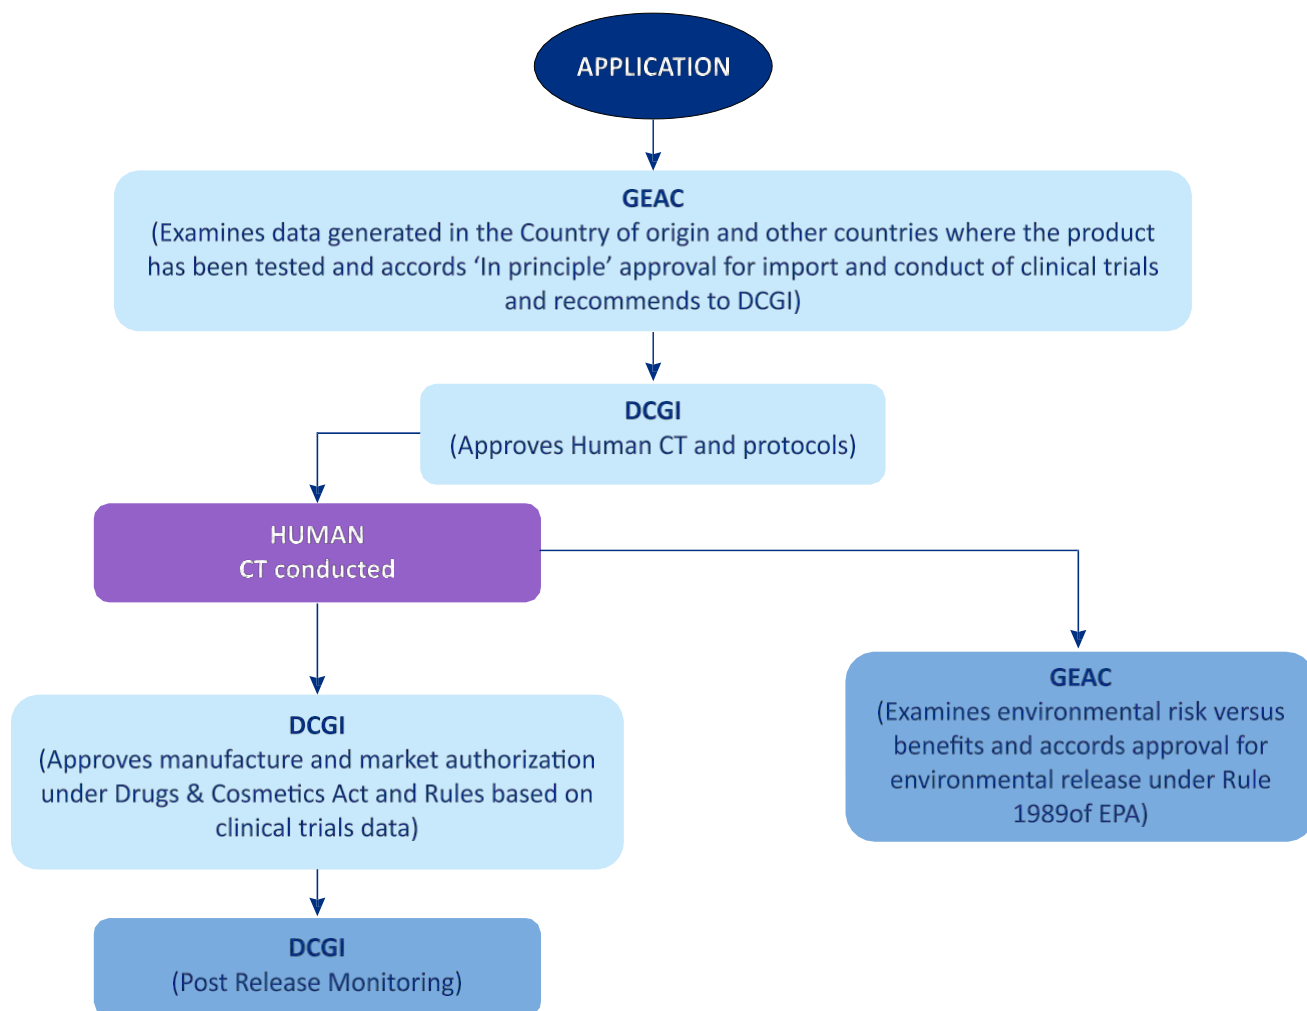 APPLICATION
GEAC
(Examines data generated in the Country of origin and other countries where the product
has been tested and accords ‘In principle’ approval for import and conduct of clinical trials
and recommends to DCGI)
DCGI
(Approves Human CT and protocols)
HUMAN
CT conducted
GEAC
(Examines environmental risk versus
benefits and accords approval for
environmental release under Rule
1989of EPA)
DCGI
(Approves manufacture and market authorization
under Drugs & Cosmetics Act and Rules based on
clinical trials data)
DCGI
(Post Release Monitoring)